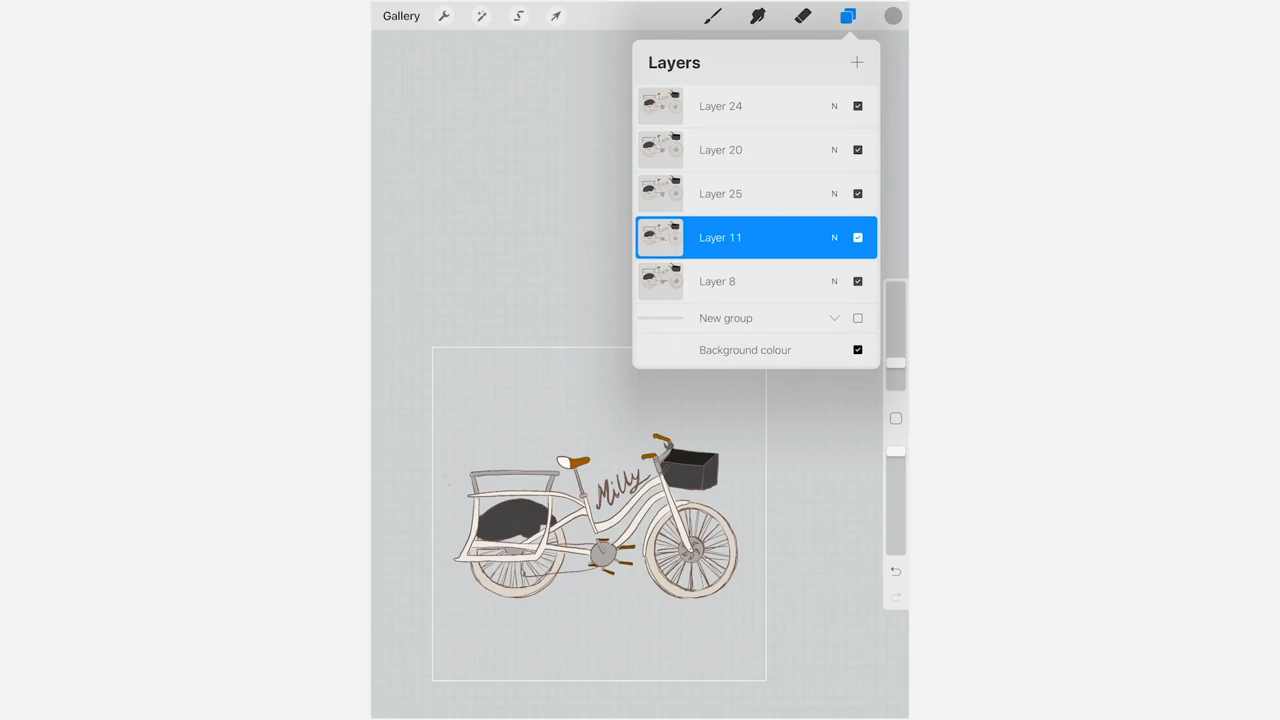 Gallery
Layers
Layer 24 N
Layer 20 N
Layer 25 N
Layer 11 N
Layer 8 N
New group
Background colour
Milly